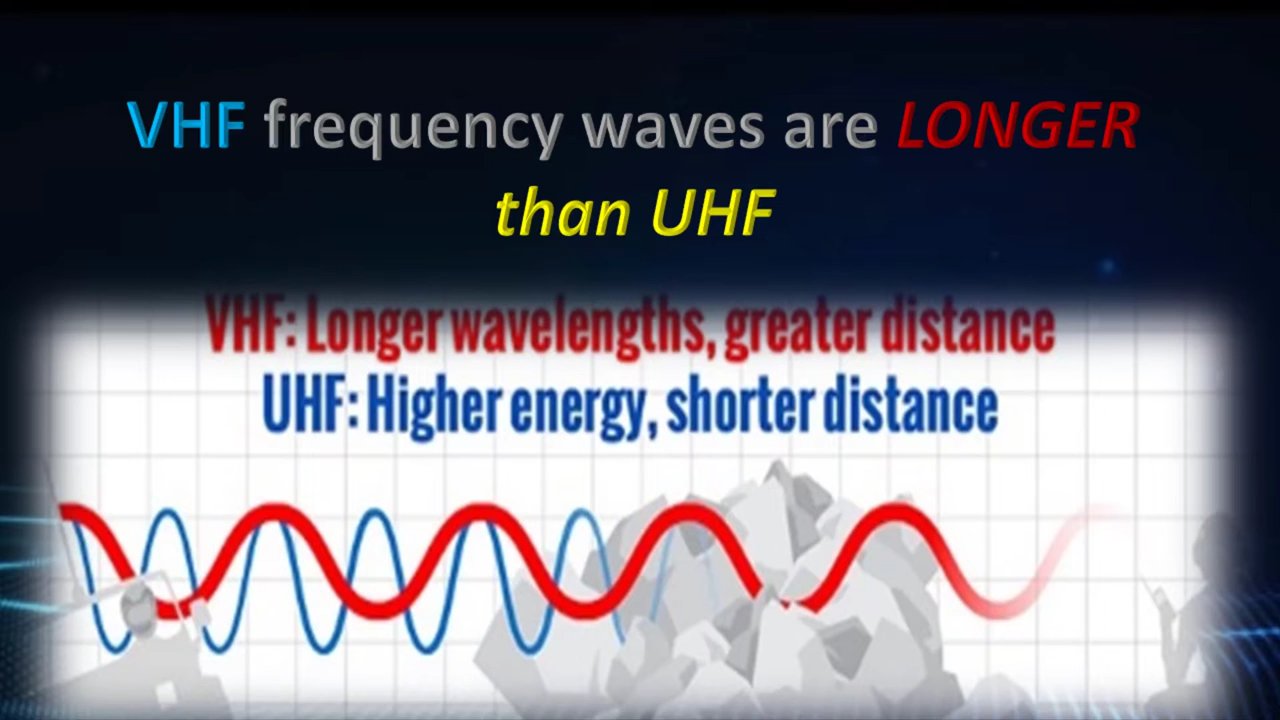 VHF frequency waves are LONGER
than UHF
VHF: Longer wavelengths, greater distance
UHF: Higher energy, shorter distance